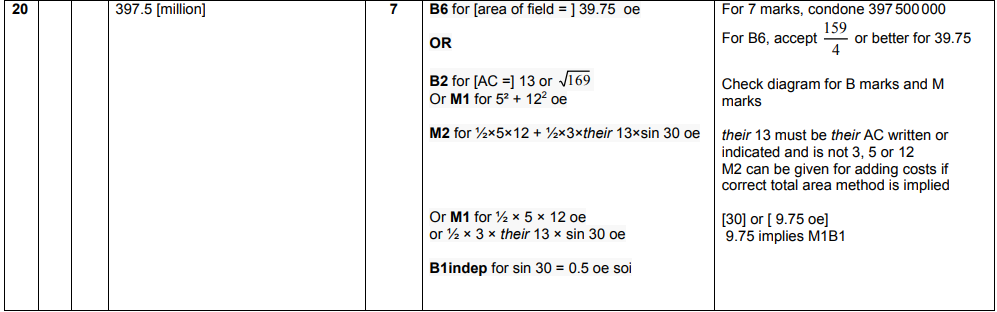 20 397.5 [million] 7 B6 for [area of field = ] 39.75 oe For 7 marks, condone 397 500 000
For B6, accept 159/4 or better for 39.75
OR
B2 for [AC =] 13 or √169
Or M1 for 5² + 12² oe
Check diagram for B marks and M
marks
M2 for ½×5×12 + ½×3×their 13×sin 30 oe
their 13 must be their AC written or
indicated and is not 3, 5 or 12
M2 can be given for adding costs if
correct total area method is implied
Or M1 for ½ × 5 × 12 oe
or ½ × 3 × their 13 × sin 30 oe
[30] or [ 9.75 oe]
9.75 implies M1B1
B1indep for sin 30 = 0.5 oe soi